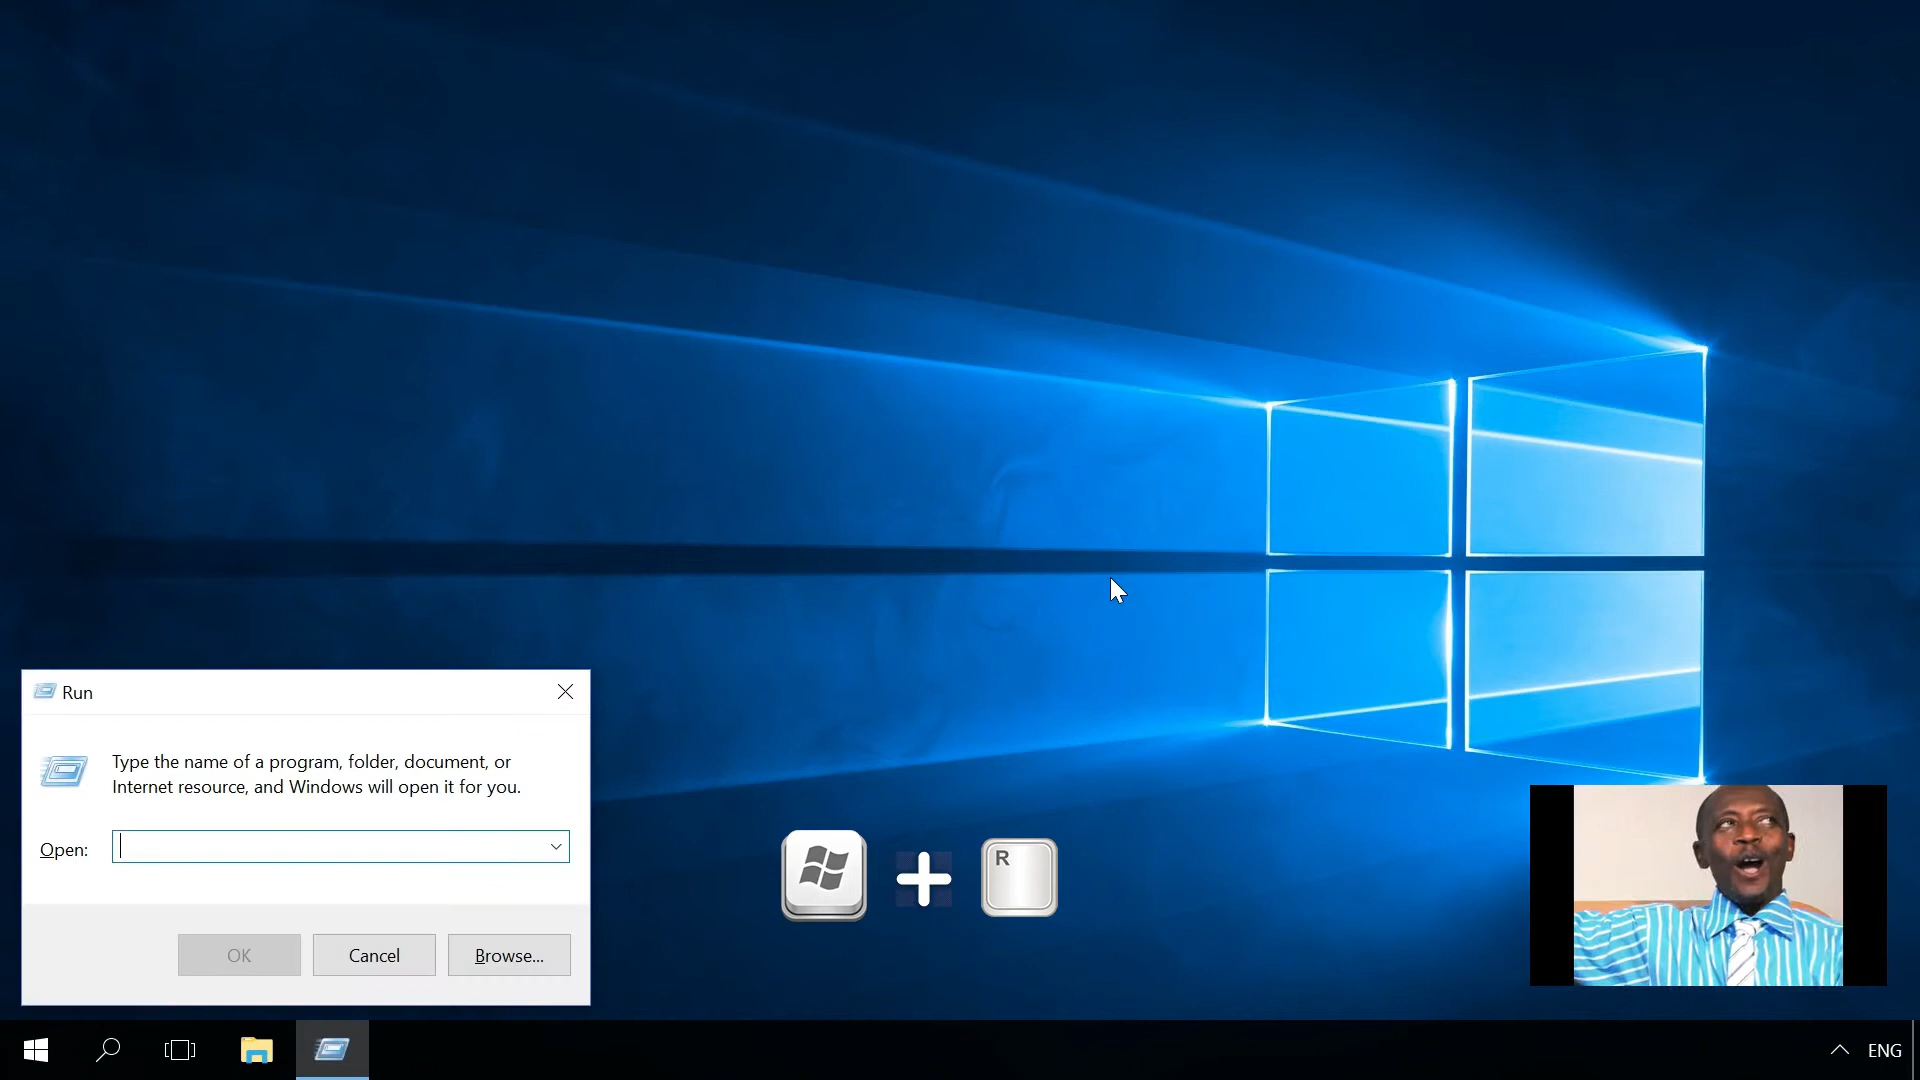 Run
Type the name of a program, folder, document, or
Internet resource, and Windows will open it for you.
Open:
OK
Cancel
Browse...
R
ENG